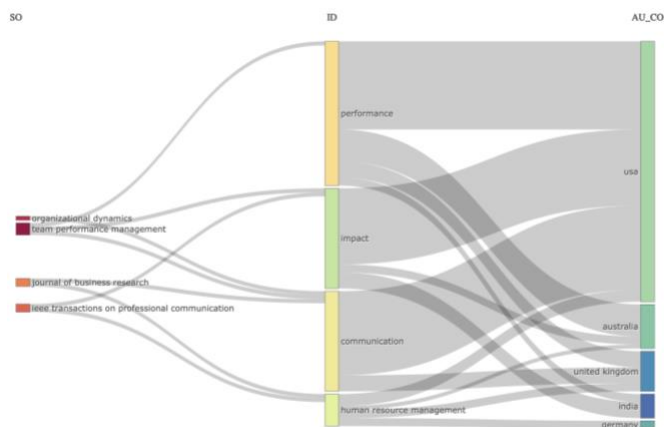 SO ID AU_CO
performance
usa
organizational dynamics
team performance management
impact
journal of business research
ieee transactions on professional communication
australia
communication
united kingdom
india
human resource management
germany